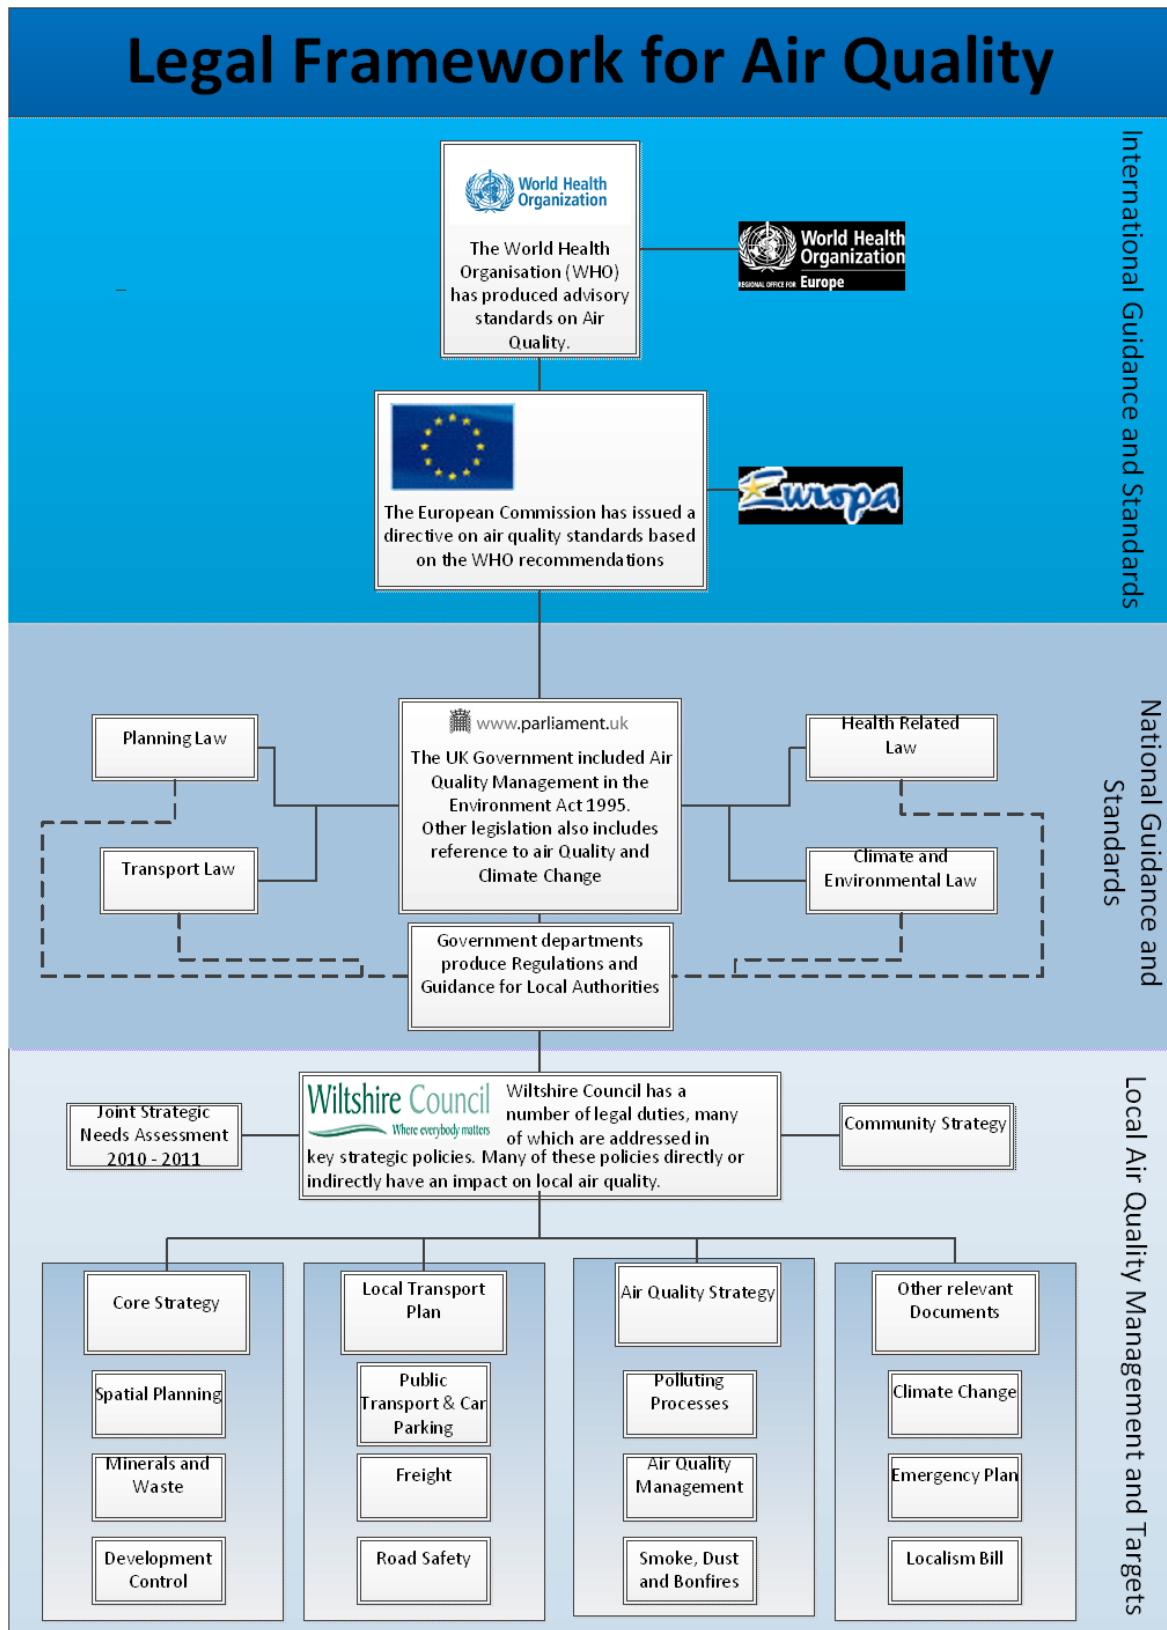 Legal Framework for Air Quality
International Guidance and Standards
World Health
Organization
The World Health
Organisation (WHO)
has produced advisory
standards on Air
Quality.
World Health
Organization
REGIONAL OFFICE FOR Europe
The European Commission has issued a
directive on air quality standards based
on the WHO recommendations
Europa
National Guidance and
Standards
Planning Law
Transport Law
www.parliament.uk
The UK Government included Air
Quality Management in the
Environment Act 1995.
Other legislation also includes
reference to air Quality and
Climate Change
Health Related
Law
Climate and
Environmental Law
Government departments
produce Regulations and
Guidance for Local Authorities
Local Air Quality Management and Targets
Joint Strategic
Needs Assessment
2010 - 2011
Wiltshire Council
Where everybody matters
Wiltshire Council has a
number of legal duties, many
of which are addressed in
key strategic policies. Many of these policies directly or
indirectly have an impact on local air quality.
Community Strategy
Core Strategy
Spatial Planning
Minerals and
Waste
Development
Control
Local Transport
Plan
Public
Transport & Car
Parking
Freight
Road Safety
Air Quality Strategy
Polluting
Processes
Air Quality
Management
Smoke, Dust
and Bonfires
Other relevant
Documents
Climate Change
Emergency Plan
Localism Bill